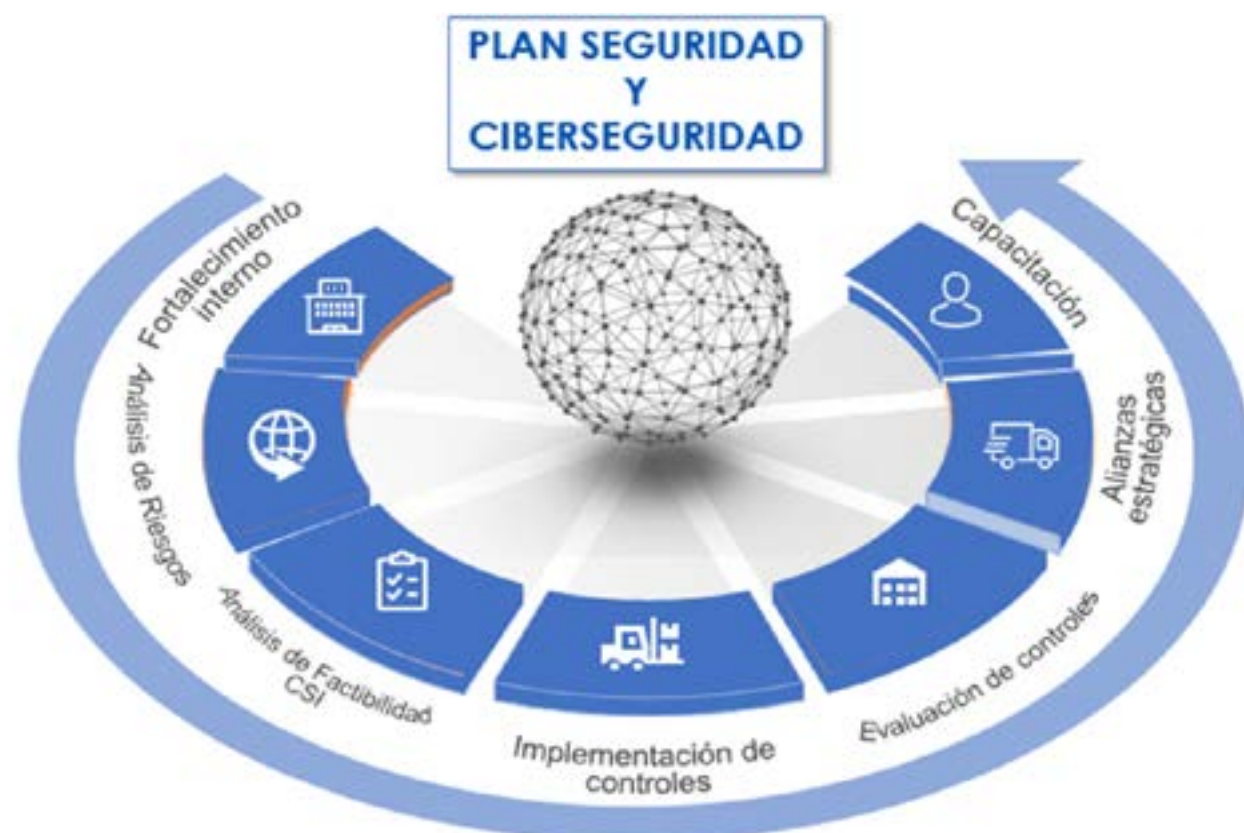 PLAN SEGURIDAD
Y
CIBERSEGURIDAD
Fortalecimiento
interno
Análisis de Riesgos
Análisis de Factibilidad
CSI
Implementación de
controles
Evaluación de controles
Alianzas
estratégicas
Capacitación